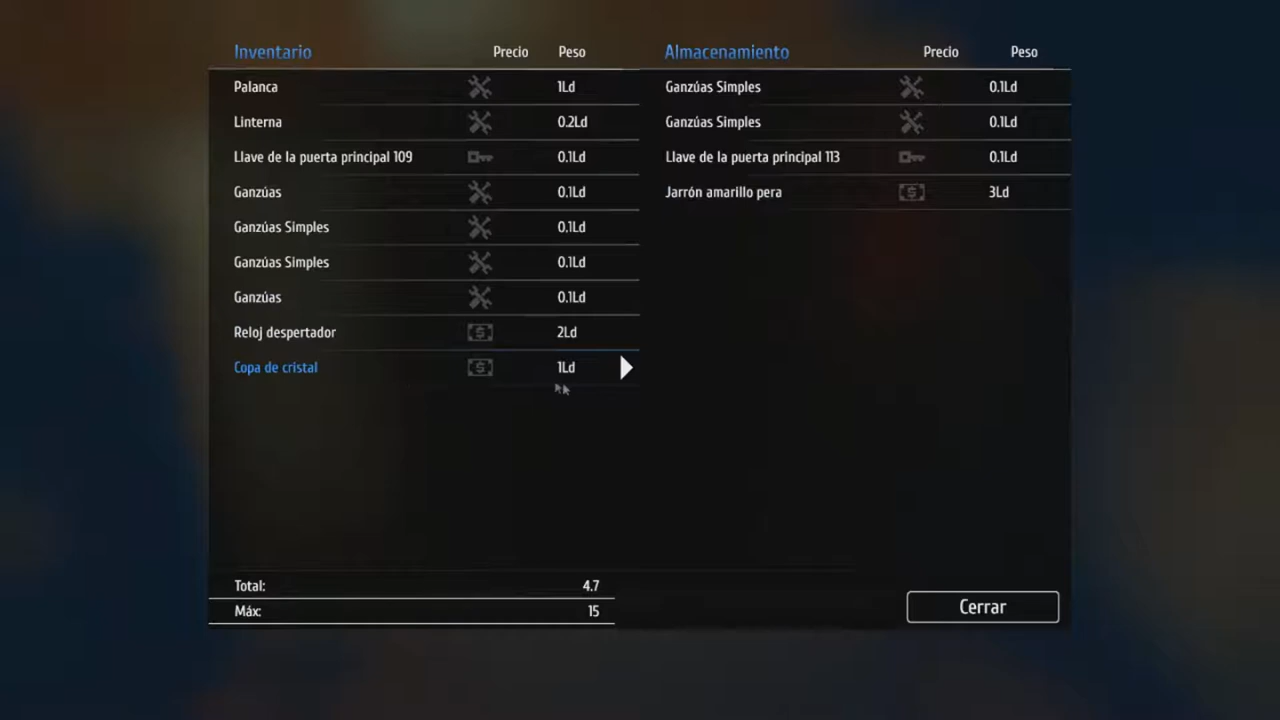 Inventario Precio Peso
Palanca 1Ld
Linterna 0.2Ld
Llave de la puerta principal 109 0.1Ld
Ganzúas 0.1Ld
Ganzúas Simples 0.1Ld
Ganzúas Simples 0.1Ld
Ganzúas 0.1Ld
Reloj despertador 2Ld
Copa de cristal 1Ld
Total: 4.7
Máx: 15
Almacenamiento Precio Peso
Ganzúas Simples 0.1Ld
Ganzúas Simples 0.1Ld
Llave de la puerta principal 113 0.1Ld
Jarrón amarillo pera 3Ld
Cerrar